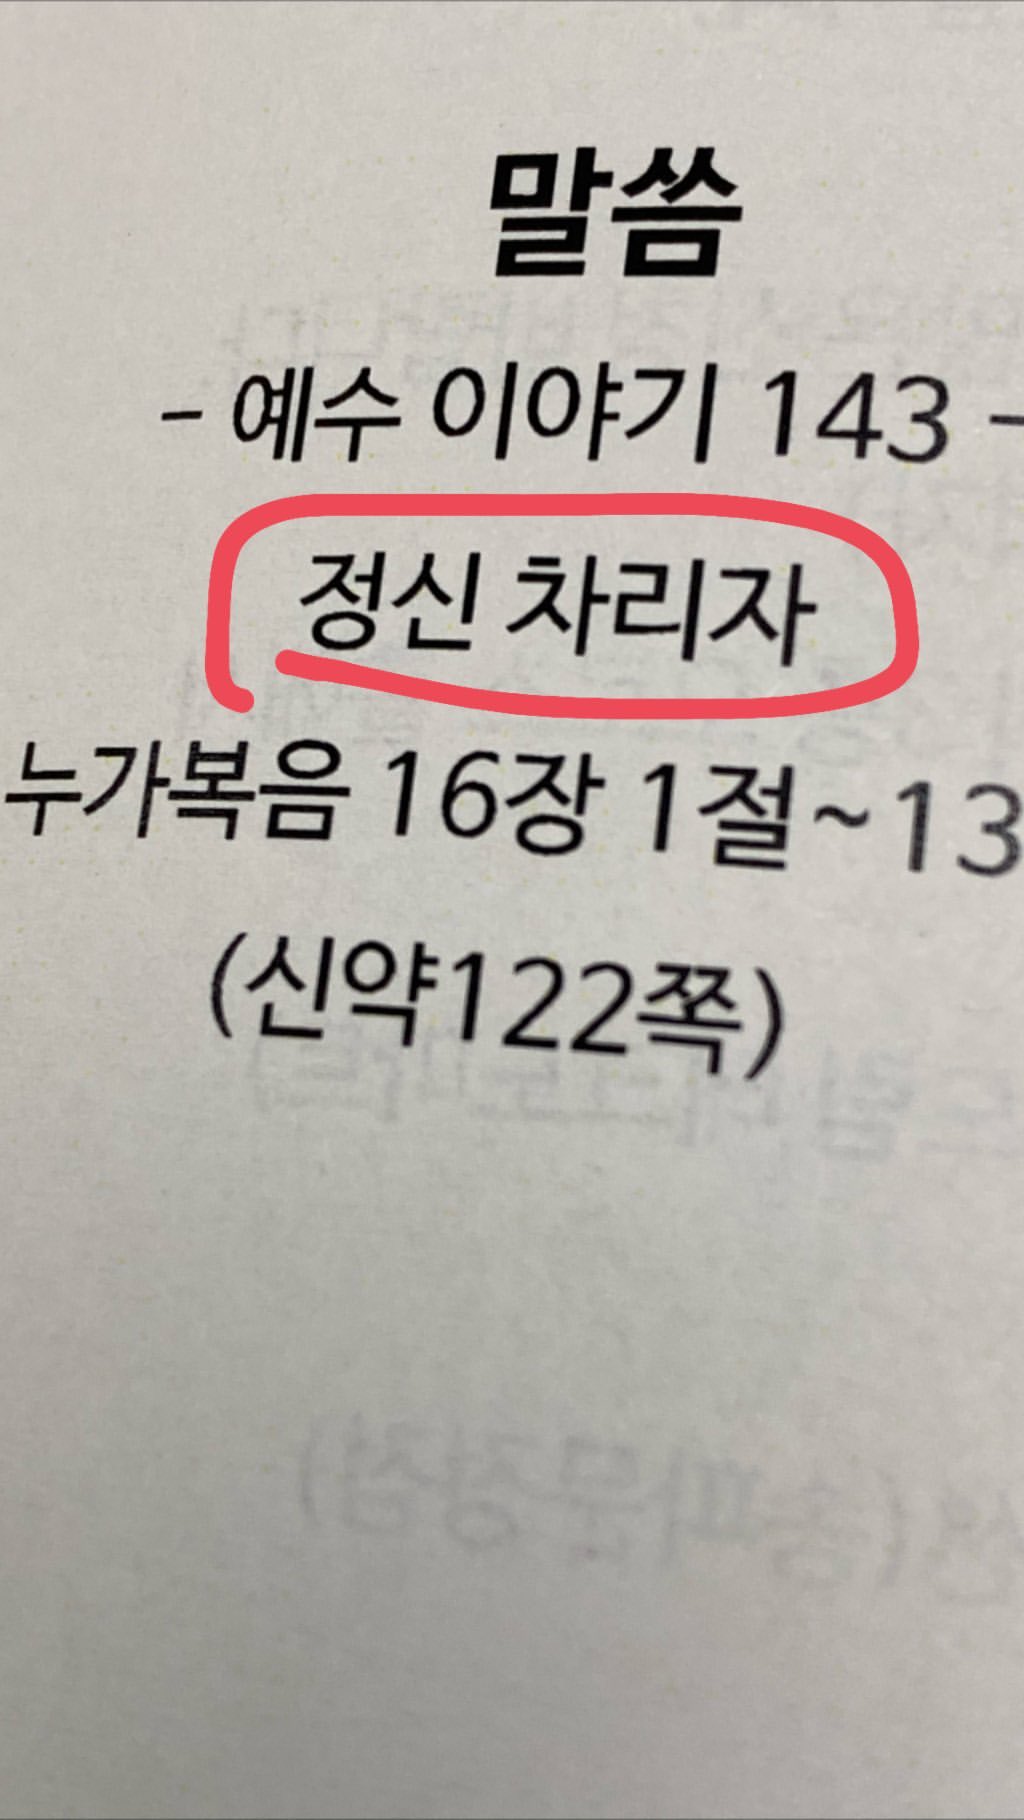 말씀
- 예수 이야기 143 -
정신 차리자
누가복음 16장 1절~13
(신약122쪽)